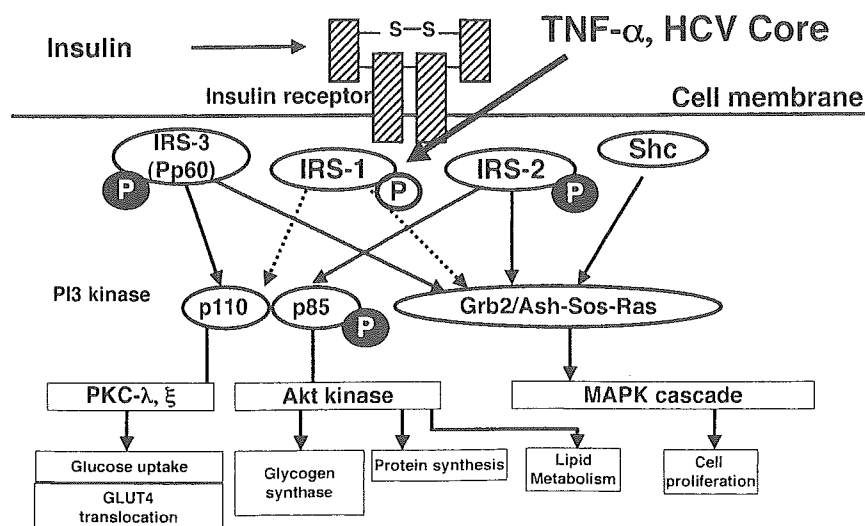 Insulin
S–S
TNF-α, HCV Core
Insulin receptor
Cell membrane
IRS-3
(Pp60)
P
IRS-1
P
IRS-2
P
Shc
PI3 kinase
p110
p85
P
Grb2/Ash-Sos-Ras
PKC-λ, ξ
Akt kinase
MAPK cascade
Glucose uptake
GLUT4
translocation
Glycogen
synthase
Protein synthesis
Lipid
Metabolism
Cell
proliferation